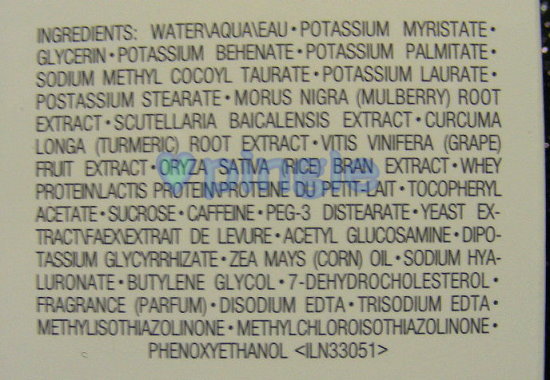 INGREDIENTS: WATER\AQUA\EAU • POTASSIUM MYRISTATE •
GLYCERIN • POTASSIUM BEHENATE • POTASSIUM PALMITATE •
SODIUM METHYL COCOYL TAURATE • POTASSIUM LAURATE •
POSTASSIUM STEARATE • MORUS NIGRA (MULBERRY) ROOT
EXTRACT • SCUTELLARIA BAICALENSIS EXTRACT • CURCUMA
LONGA (TURMERIC) ROOT EXTRACT • VITIS VINIFERA (GRAPE)
FRUIT EXTRACT • ORYZA SATIVA (RICE) BRAN EXTRACT • WHEY
PROTEIN\LACTIS PROTEIN\PROTEINE DU PETIT-LAIT • TOCOPHERYL
ACETATE • SUCROSE • CAFFEINE • PEG-3 DISTEARATE • YEAST EX-
TRACT\FAEX\EXTRAIT DE LEVURE • ACETYL GLUCOSAMINE • DIPO-
TASSIUM GLYCYRRHIZATE • ZEA MAYS (CORN) OIL • SODIUM HYA-
LURONATE • BUTYLENE GLYCOL • 7-DEHYDROCHOLESTEROL •
FRAGRANCE (PARFUM) • DISODIUM EDTA • TRISODIUM EDTA •
METHYLISOTHIAZOLINONE • METHYLCHLOROISOTHIAZOLINONE •
PHENOXYETHANOL <ILN33051>